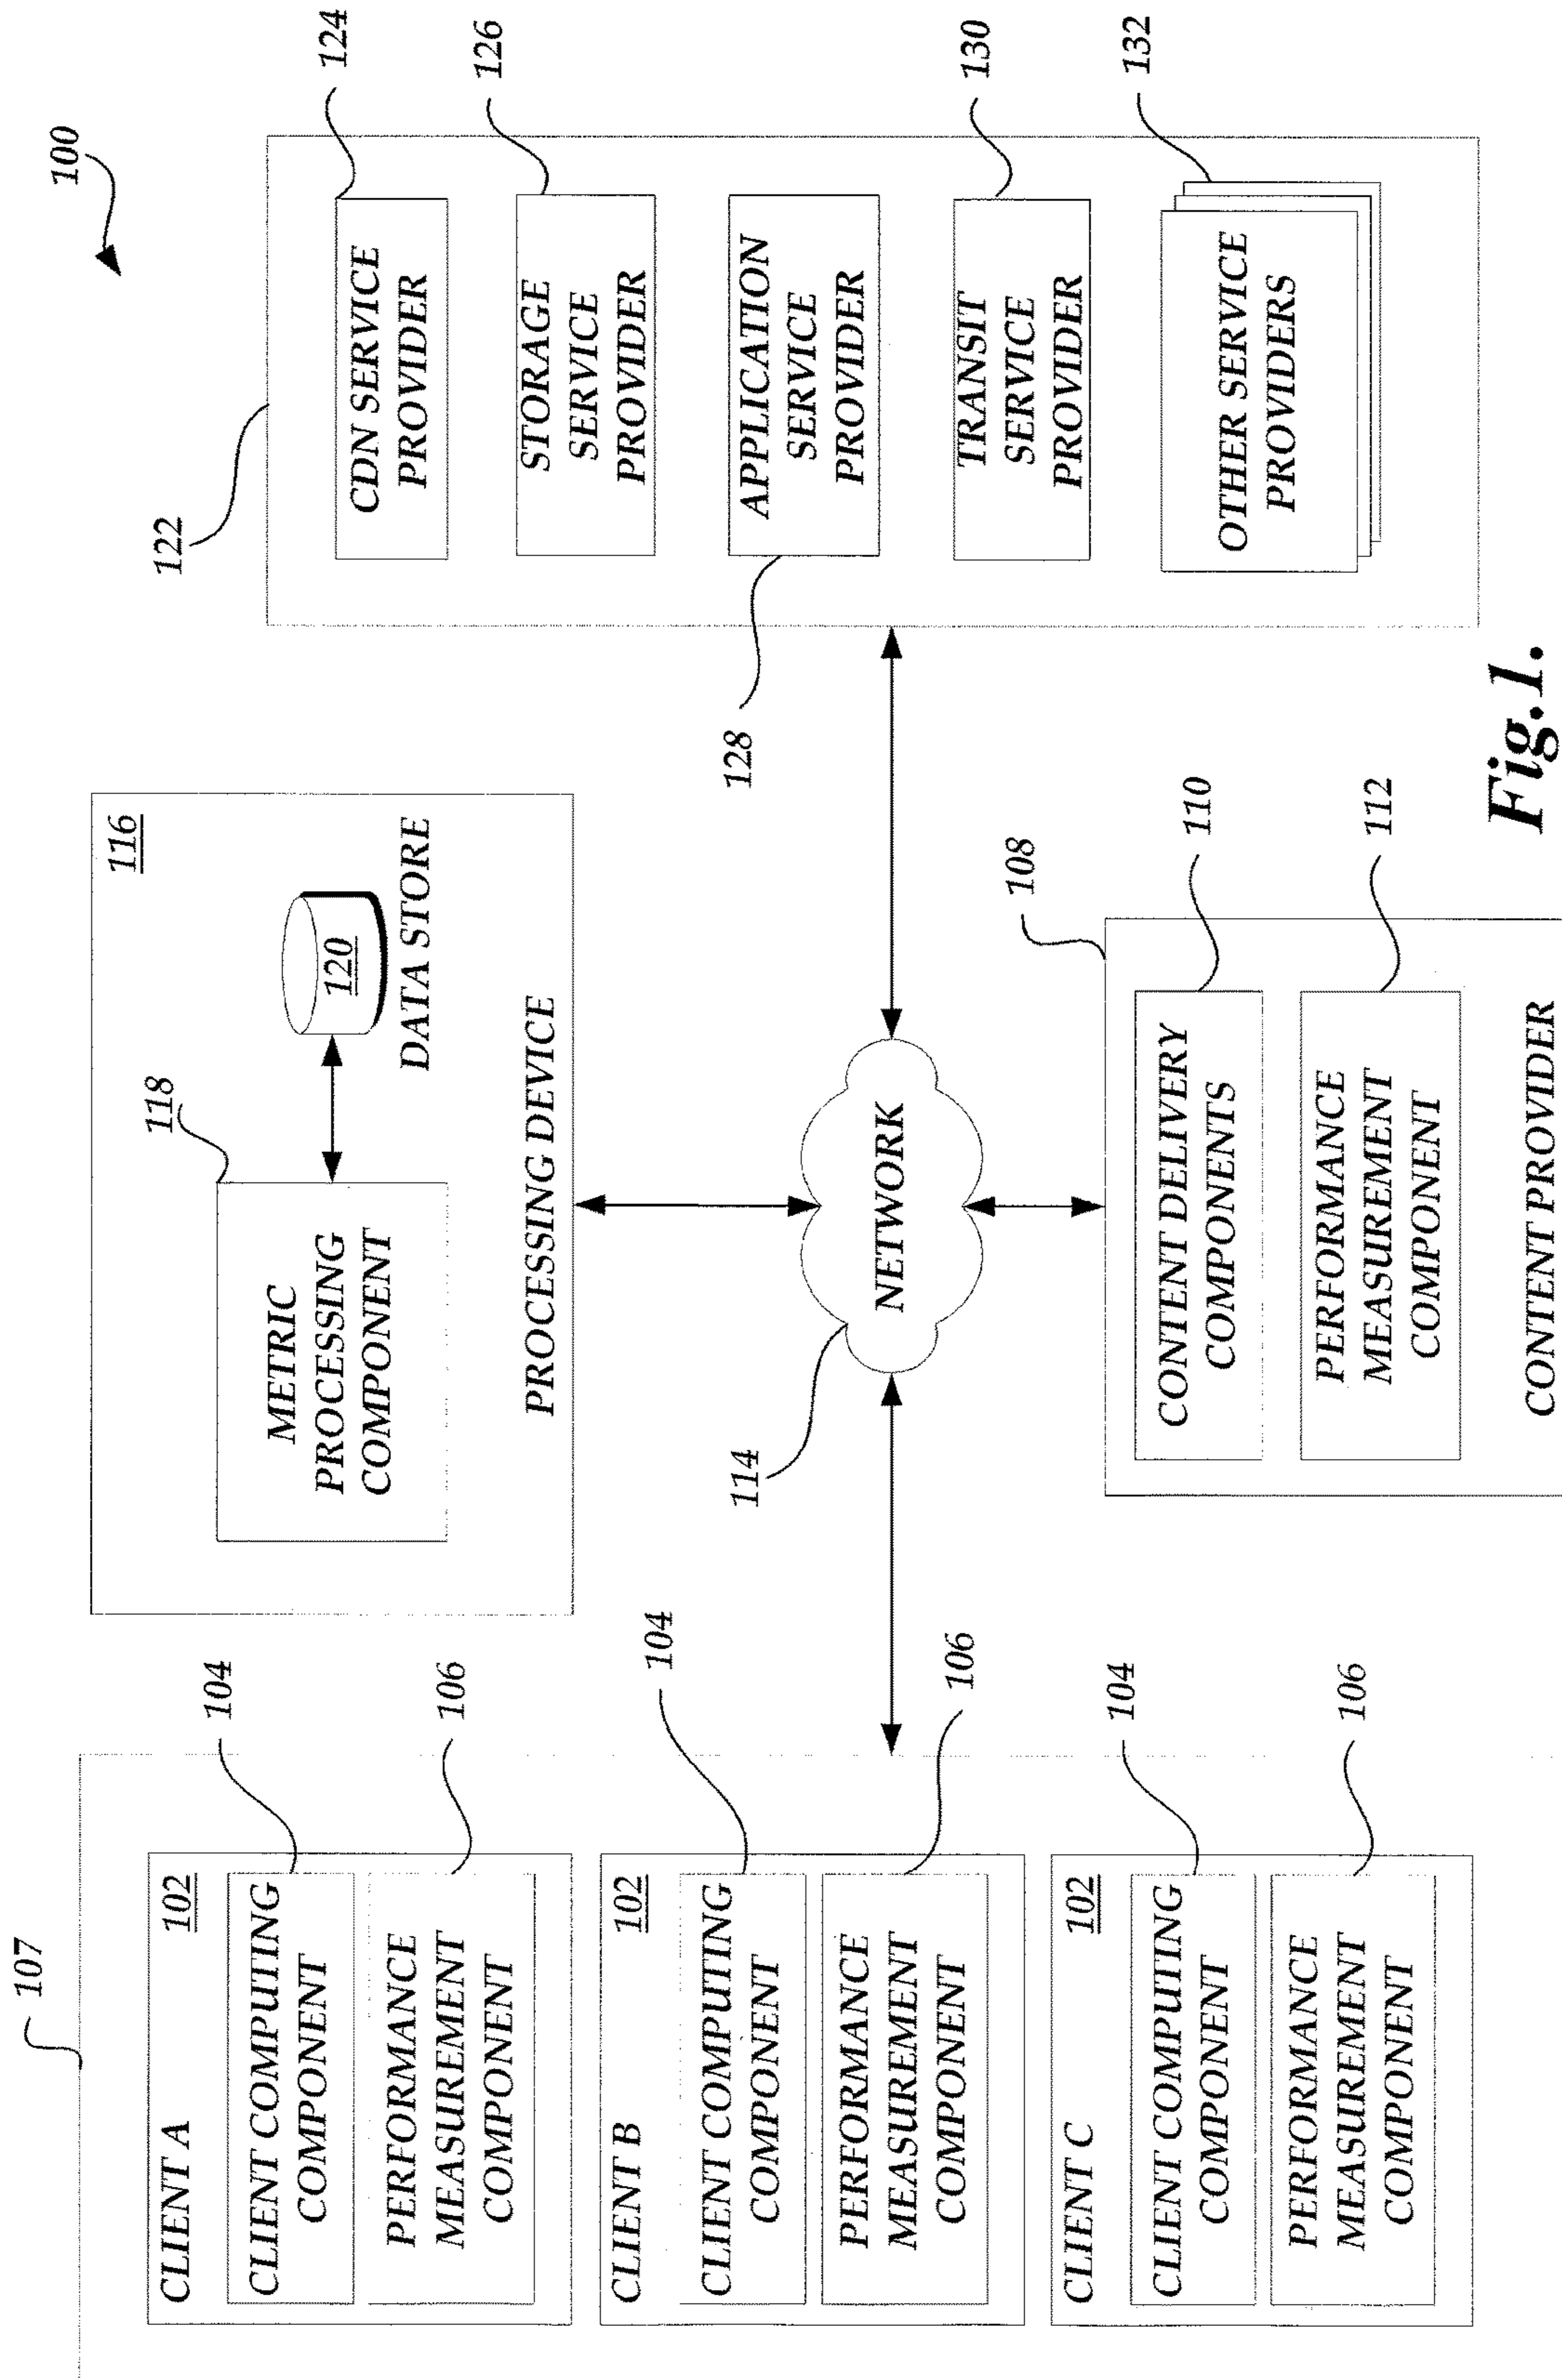 100
107
CLIENT A
102
CLIENT COMPUTING
COMPONENT
104
PERFORMANCE
MEASUREMENT
COMPONENT
106
CLIENT B
102
CLIENT COMPUTING
COMPONENT
104
PERFORMANCE
MEASUREMENT
COMPONENT
106
CLIENT C
102
CLIENT COMPUTING
COMPONENT
104
PERFORMANCE
MEASUREMENT
COMPONENT
106
116
118
METRIC
PROCESSING
COMPONENT
120
DATA STORE
PROCESSING DEVICE
114
NETWORK
108
CONTENT DELIVERY
COMPONENTS
110
PERFORMANCE
MEASUREMENT
COMPONENT
112
CONTENT PROVIDER
122
CDN SERVICE
PROVIDER
124
STORAGE
SERVICE
PROVIDER
126
APPLICATION
SERVICE
PROVIDER
128
TRANSIT
SERVICE
PROVIDER
130
OTHER SERVICE
PROVIDERS
132
Fig.1.